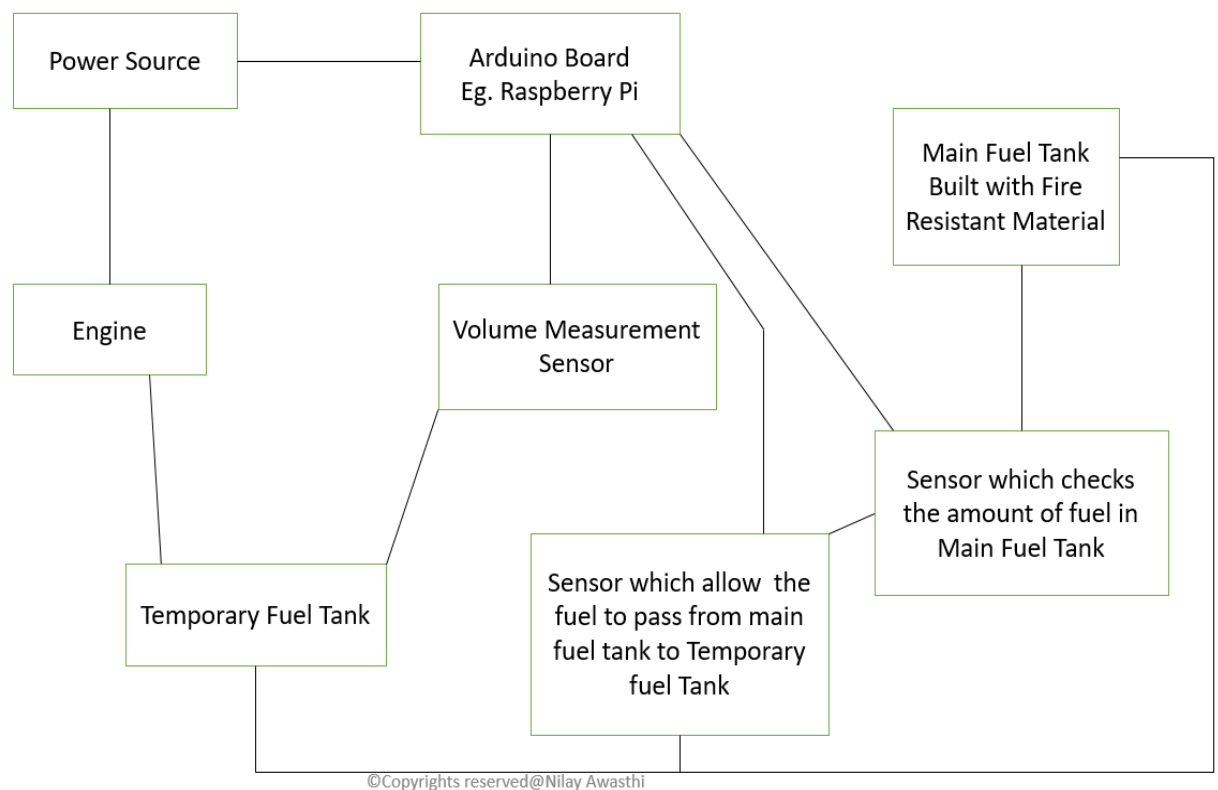 Power Source
Arduino Board
Eg. Raspberry Pi
Main Fuel Tank
Built with Fire
Resistant Material
Engine
Volume Measurement
Sensor
Sensor which checks
the amount of fuel in
Main Fuel Tank
Sensor which allow  the
fuel to pass from main
fuel tank to Temporary
fuel Tank
Temporary Fuel Tank
©Copyrights reserved@Nilay Awasthi